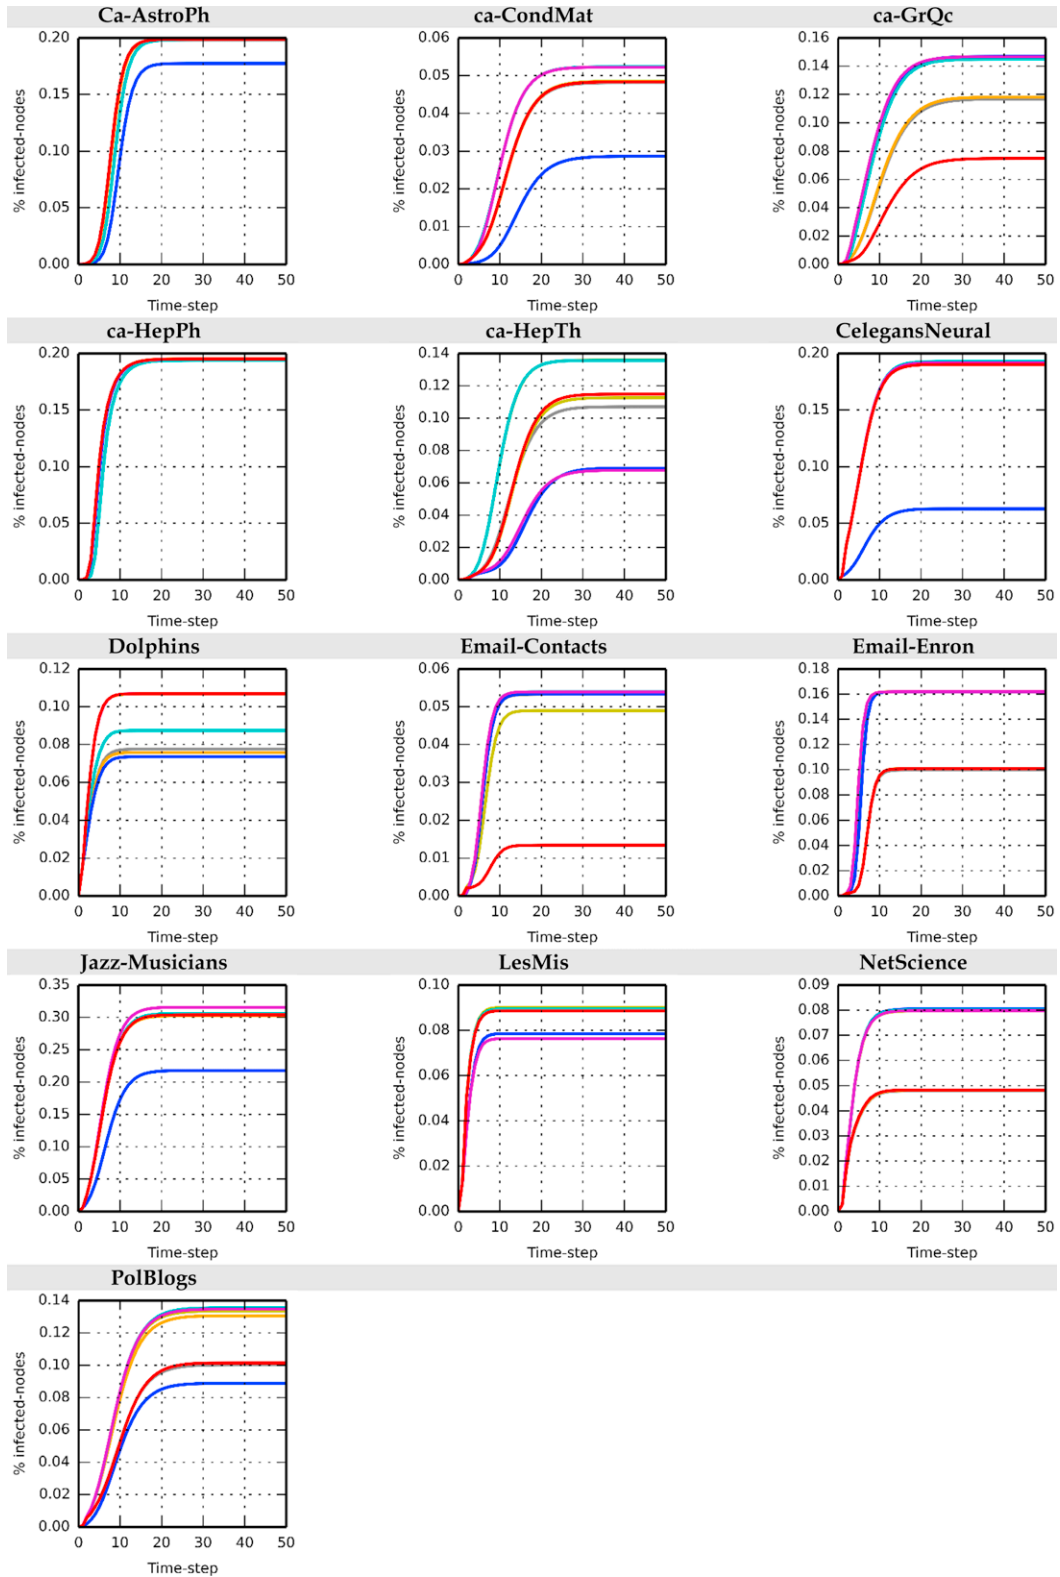 Ca-AstroPh ca-CondMat ca-GrQc
0.20 0.06 0.16
0.14
0.05
0.15 0.12
0.04
0.10
0.10 0.03 0.08
0.06
0.02
0.05 0.04
0.01
0.02
0.00 0.00 0.00
% infected-nodes % infected-nodes % infected-nodes
0 10 20 30 40 50 0 10 20 30 40 50 0 10 20 30 40 50
Time-step Time-step Time-step
ca-HepPh ca-HepTh CelegansNeural
0.20 0.14 0.20
0.12
0.15 0.10 0.15
0.08
0.10 0.10
0.06
0.05 0.04 0.05
0.02
0.00 0.00 0.00
% infected-nodes % infected-nodes % infected-nodes
0 10 20 30 40 50 0 10 20 30 40 50 0 10 20 30 40 50
Time-step Time-step Time-step
Dolphins Email-Contacts Email-Enron
0.12 0.06 0.18
0.16
0.10 0.05
0.14
0.08 0.04 0.12
0.10
0.06 0.03
0.08
0.04 0.02 0.06
0.04
0.02 0.01
0.02
0.00 0.00 0.00
% infected-nodes % infected-nodes % infected-nodes
0 10 20 30 40 50 0 10 20 30 40 50 0 10 20 30 40 50
Time-step Time-step Time-step
Jazz-Musicians LesMis NetScience
0.35 0.10 0.09
0.30 0.08
0.08
0.25 0.06
0.20 0.06 0.05
0.15 0.04 0.04
0.03
0.10
0.02
0.05 0.02 0.01
0.00 0.00 0.00
% infected-nodes % infected-nodes % infected-nodes
0 10 20 30 40 50 0 10 20 30 40 50 0 10 20 30 40 50
Time-step Time-step Time-step
PolBlogs
0.14
0.12
0.10
0.08
0.06
0.04
0.02
0.00
% infected-nodes
0 10 20 30 40 50
Time-step